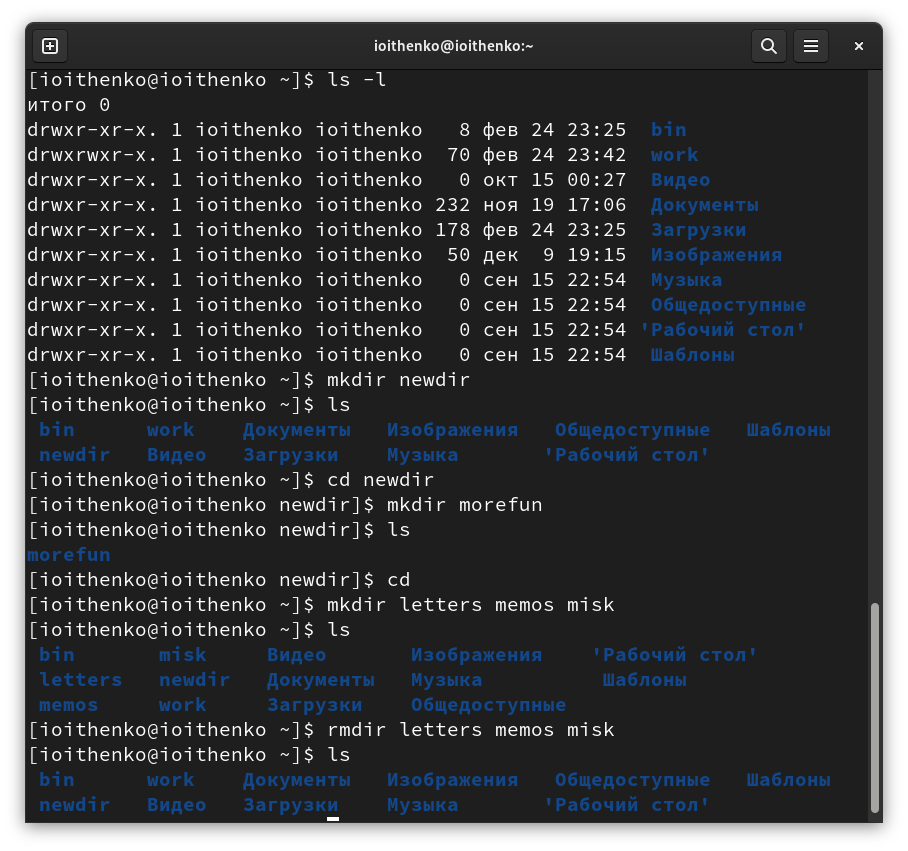 ioithenko@ioithenko:~
[ioithenko@ioithenko ~]$ ls -l
итого 0
drwxr-xr-x. 1 ioithenko ioithenko   8 фев 24 23:25  bin
drwxrwxr-x. 1 ioithenko ioithenko  70 фев 24 23:42  work
drwxr-xr-x. 1 ioithenko ioithenko   0 окт 15 00:27  Видео
drwxr-xr-x. 1 ioithenko ioithenko 232 ноя 19 17:06  Документы
drwxr-xr-x. 1 ioithenko ioithenko 178 фев 24 23:25  Загрузки
drwxr-xr-x. 1 ioithenko ioithenko  50 дек  9 19:15  Изображения
drwxr-xr-x. 1 ioithenko ioithenko   0 сен 15 22:54  Музыка
drwxr-xr-x. 1 ioithenko ioithenko   0 сен 15 22:54  Общедоступные
drwxr-xr-x. 1 ioithenko ioithenko   0 сен 15 22:54 'Рабочий стол'
drwxr-xr-x. 1 ioithenko ioithenko   0 сен 15 22:54  Шаблоны
[ioithenko@ioithenko ~]$ mkdir newdir
[ioithenko@ioithenko ~]$ ls
 bin      work    Документы   Изображения   Общедоступные   Шаблоны
 newdir   Видео   Загрузки    Музыка       'Рабочий стол'
[ioithenko@ioithenko ~]$ cd newdir
[ioithenko@ioithenko newdir]$ mkdir morefun
[ioithenko@ioithenko newdir]$ ls
morefun
[ioithenko@ioithenko newdir]$ cd
[ioithenko@ioithenko ~]$ mkdir letters memos misk
[ioithenko@ioithenko ~]$ ls
 bin       misk     Видео       Изображения    'Рабочий стол'
 letters   newdir   Документы   Музыка          Шаблоны
 memos     work     Загрузки    Общедоступные
[ioithenko@ioithenko ~]$ rmdir letters memos misk
[ioithenko@ioithenko ~]$ ls
 bin      work    Документы   Изображения   Общедоступные   Шаблоны
 newdir   Видео   Загрузки    Музыка       'Рабочий стол'